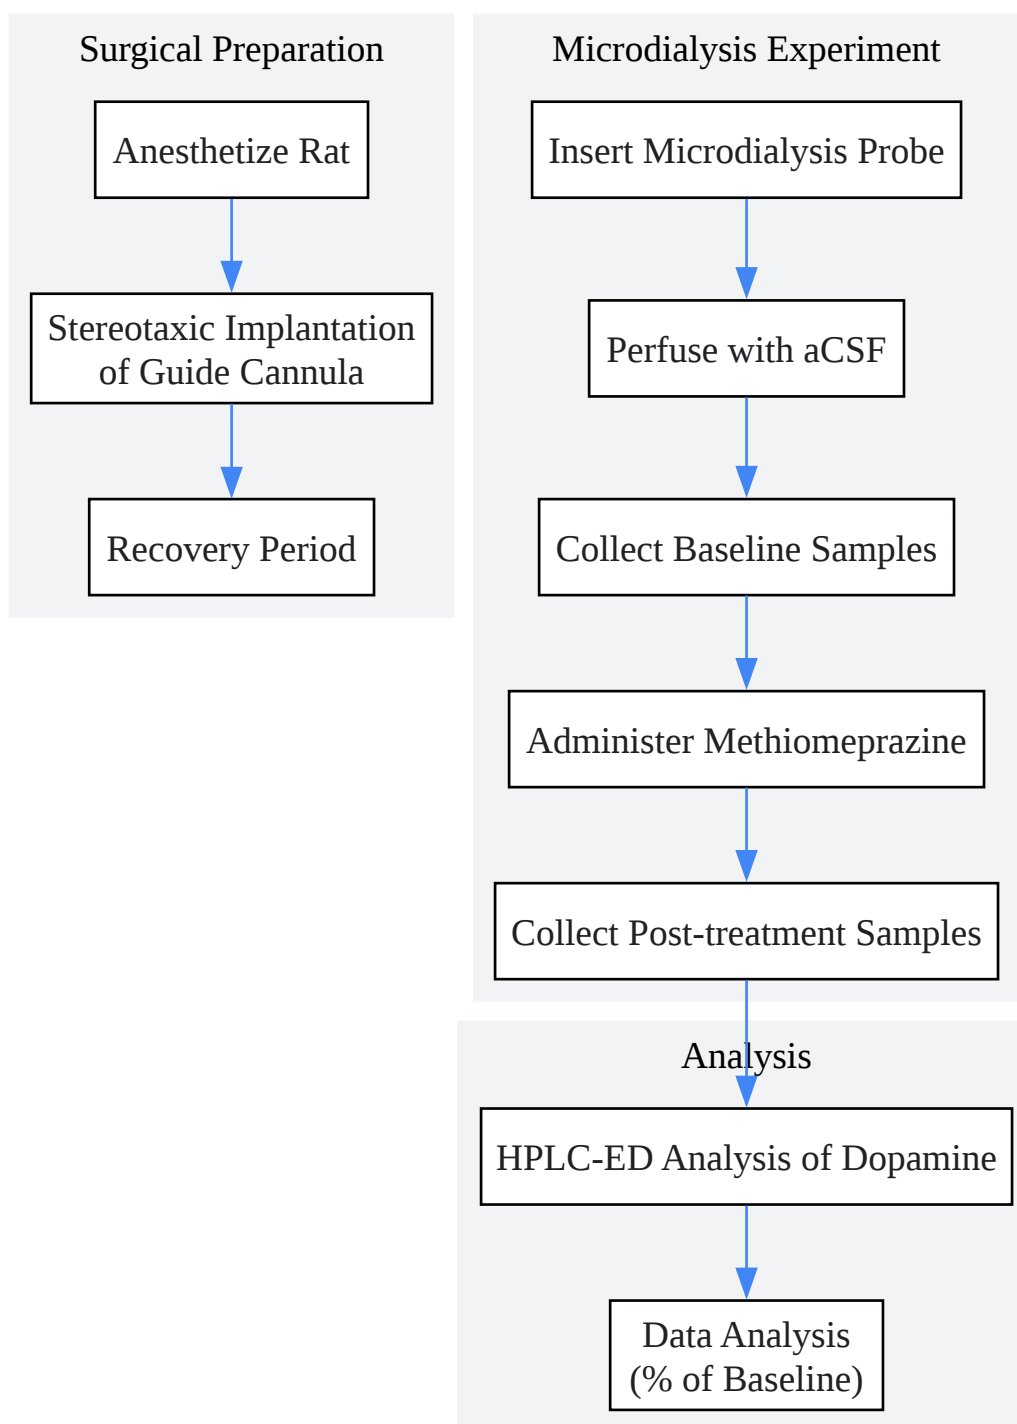 Surgical Preparation
Anesthetize Rat
Stereotaxic Implantation
of Guide Cannula
Recovery Period
Microdialysis Experiment
Insert Microdialysis Probe
Perfuse with aCSF
Collect Baseline Samples
Administer Methiomeprazine
Collect Post-treatment Samples
Analysis
HPLC-ED Analysis of Dopamine
Data Analysis
(% of Baseline)